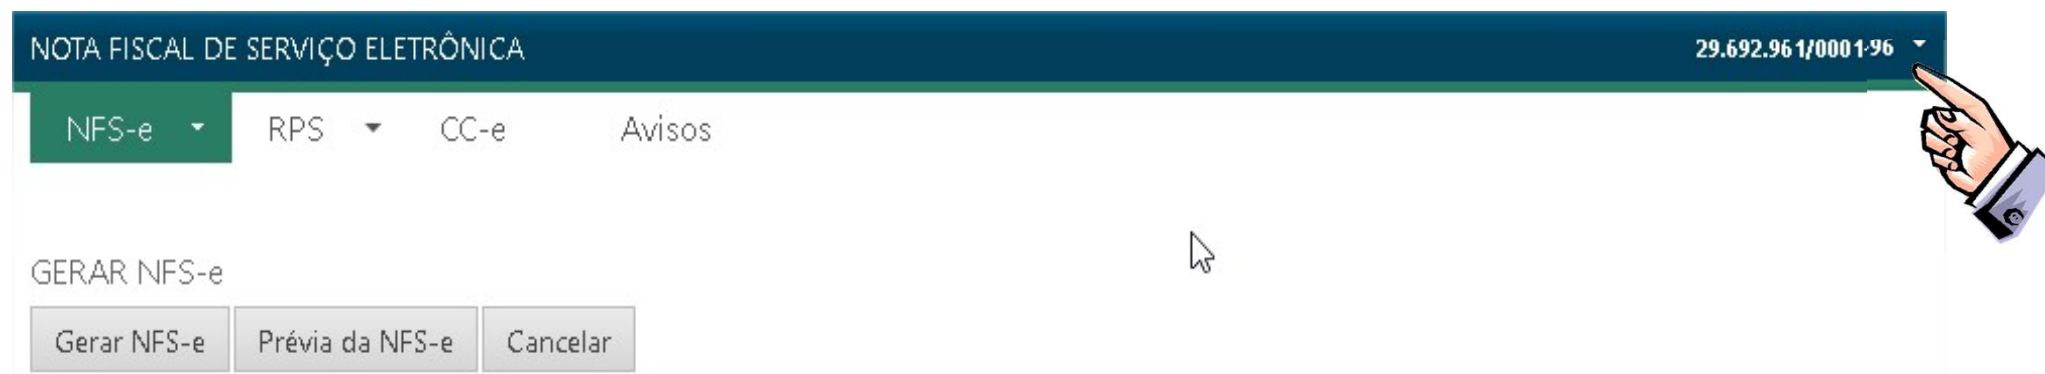 NOTA FISCAL DE SERVIÇO ELETRÔNICA 29.692.961/0001-96
NFS-e RPS CC-e Avisos
GERAR NFS-e
Gerar NFS-e Prévia da NFS-e Cancelar